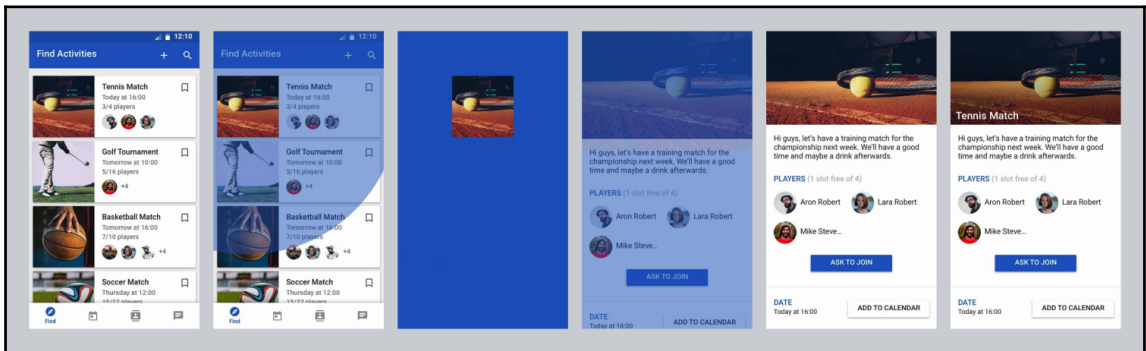 12:10
Find Activities
Tennis Match
Today at 16:00
3/4 players
Golf Tournament
Tomorrow at 10:00
5/16 players
+4
Basketball Match
Tomorrow at 16:00
7/10 players
+4
Soccer Match
Thursday at 12:00
15/22 players
Find
12:10
Find Activities
Tennis Match
Today at 16:00
3/4 players
Golf Tournament
Tomorrow at 10:00
5/16 players
+4
Basketball Match
Tomorrow at 16:00
7/10 players
+4
Soccer Match
Thursday at 12:00
15/22 players
Find
Hi guys, let's have a training match for the
championship next week. We'll have a good
time and maybe a drink afterwards.
PLAYERS (1 slot free of 4)
Aron Robert Lara Robert
Mike Steve...
ASK TO JOIN
DATE
Today at 16:00
ADD TO CALENDAR
Hi guys, let's have a training match for the
championship next week. We'll have a good
time and maybe a drink afterwards.
PLAYERS (1 slot free of 4)
Aron Robert Lara Robert
Mike Steve...
ASK TO JOIN
DATE
Today at 16:00
ADD TO CALENDAR
Tennis Match
Hi guys, let's have a training match for the
championship next week. We'll have a good
time and maybe a drink afterwards.
PLAYERS (1 slot free of 4)
Aron Robert Lara Robert
Mike Steve...
ASK TO JOIN
DATE
Today at 16:00
ADD TO CALENDAR